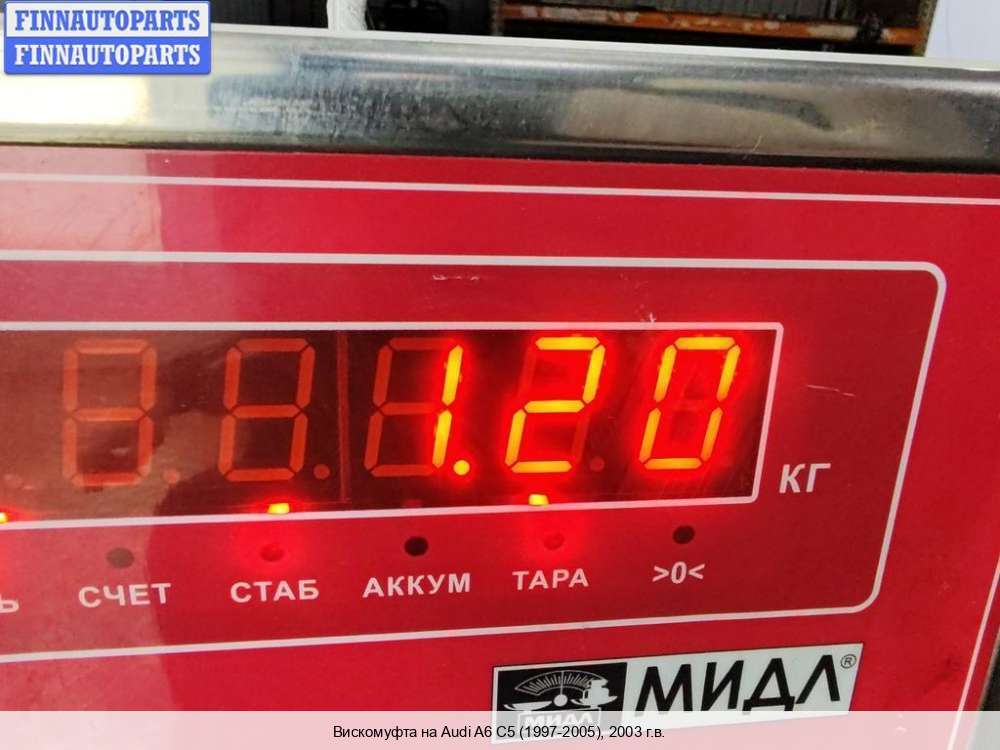 FINNAUTOPARTS
FINNAUTOPARTS
1.20
КГ
Ь СЧЕТ СТАБ АККУМ ТАРА >0<
МИДЛ®
МИДЛ
Вискомуфта на Audi A6 C5 (1997-2005), 2003 г.в.